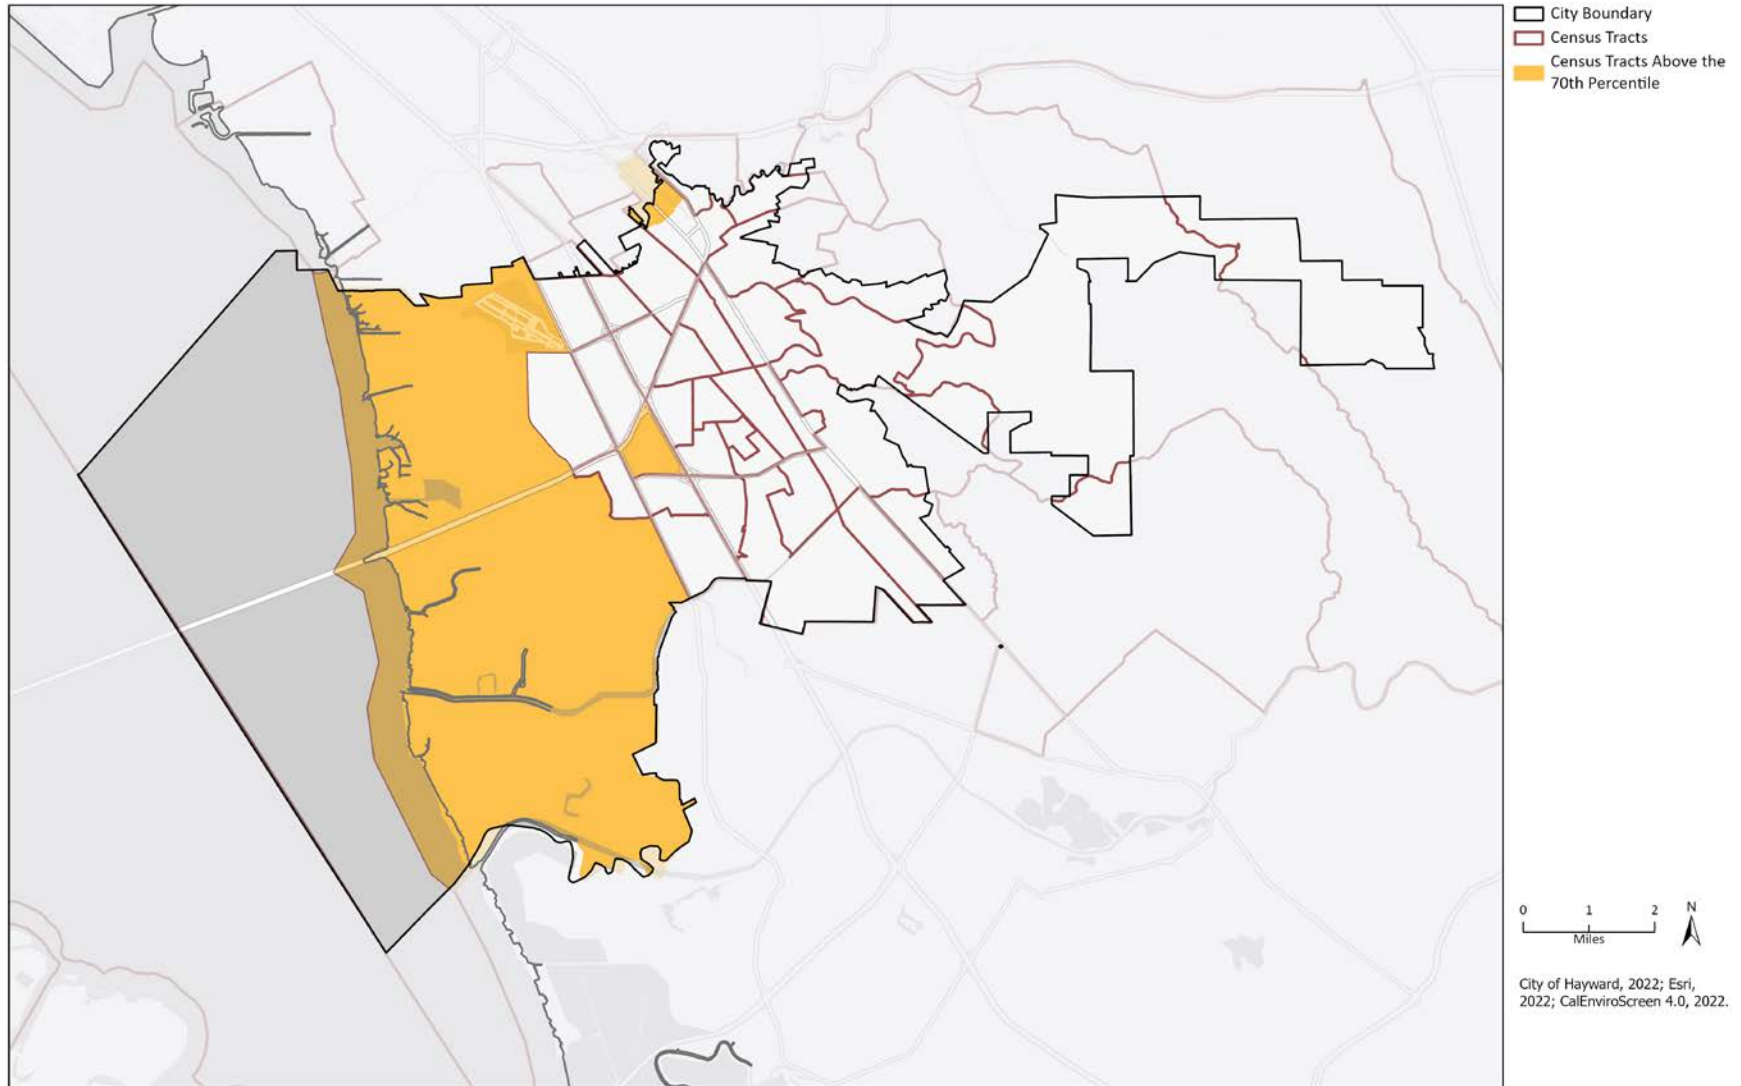 City Boundary
Census Tracts
Census Tracts Above the
70th Percentile
0 1 2
Miles
N
City of Hayward, 2022; Esri,
2022; CalEnviroScreen 4.0, 2022.